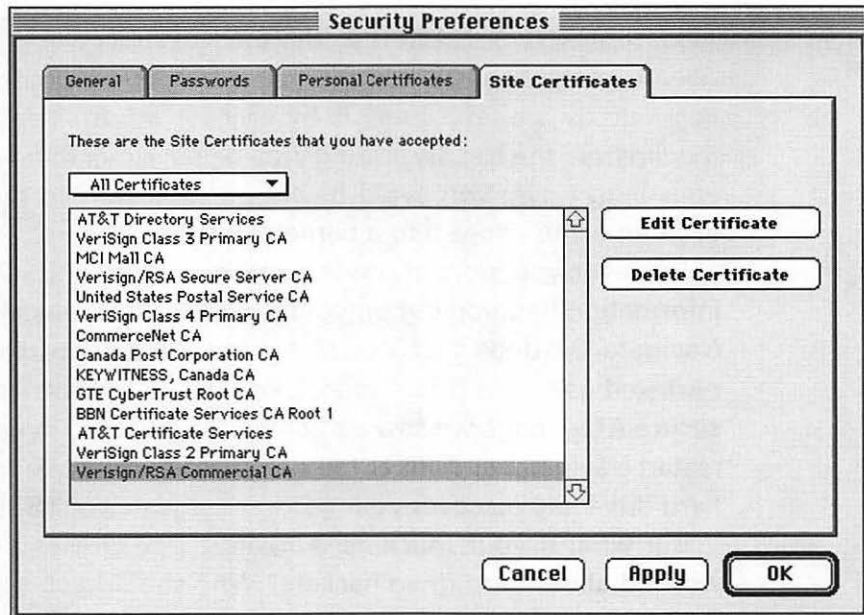 Security Preferences
General
Passwords
Personal Certificates
Site Certificates
These are the Site Certificates that you have accepted:
All Certificates
AT&T Directory Services
VeriSign Class 3 Primary CA
MCI Mall CA
Verisign/RSA Secure Server CA
United States Postal Service CA
VeriSign Class 4 Primary CA
CommerceNet CA
Canada Post Corporation CA
KEYWITNESS, Canada CA
GTE CyberTrust Root CA
BBN Certificate Services CA Root 1
AT&T Certificate Services
VeriSign Class 2 Primary CA
Verisign/RSA Commercial CA
Edit Certificate
Delete Certificate
Cancel
Apply
OK